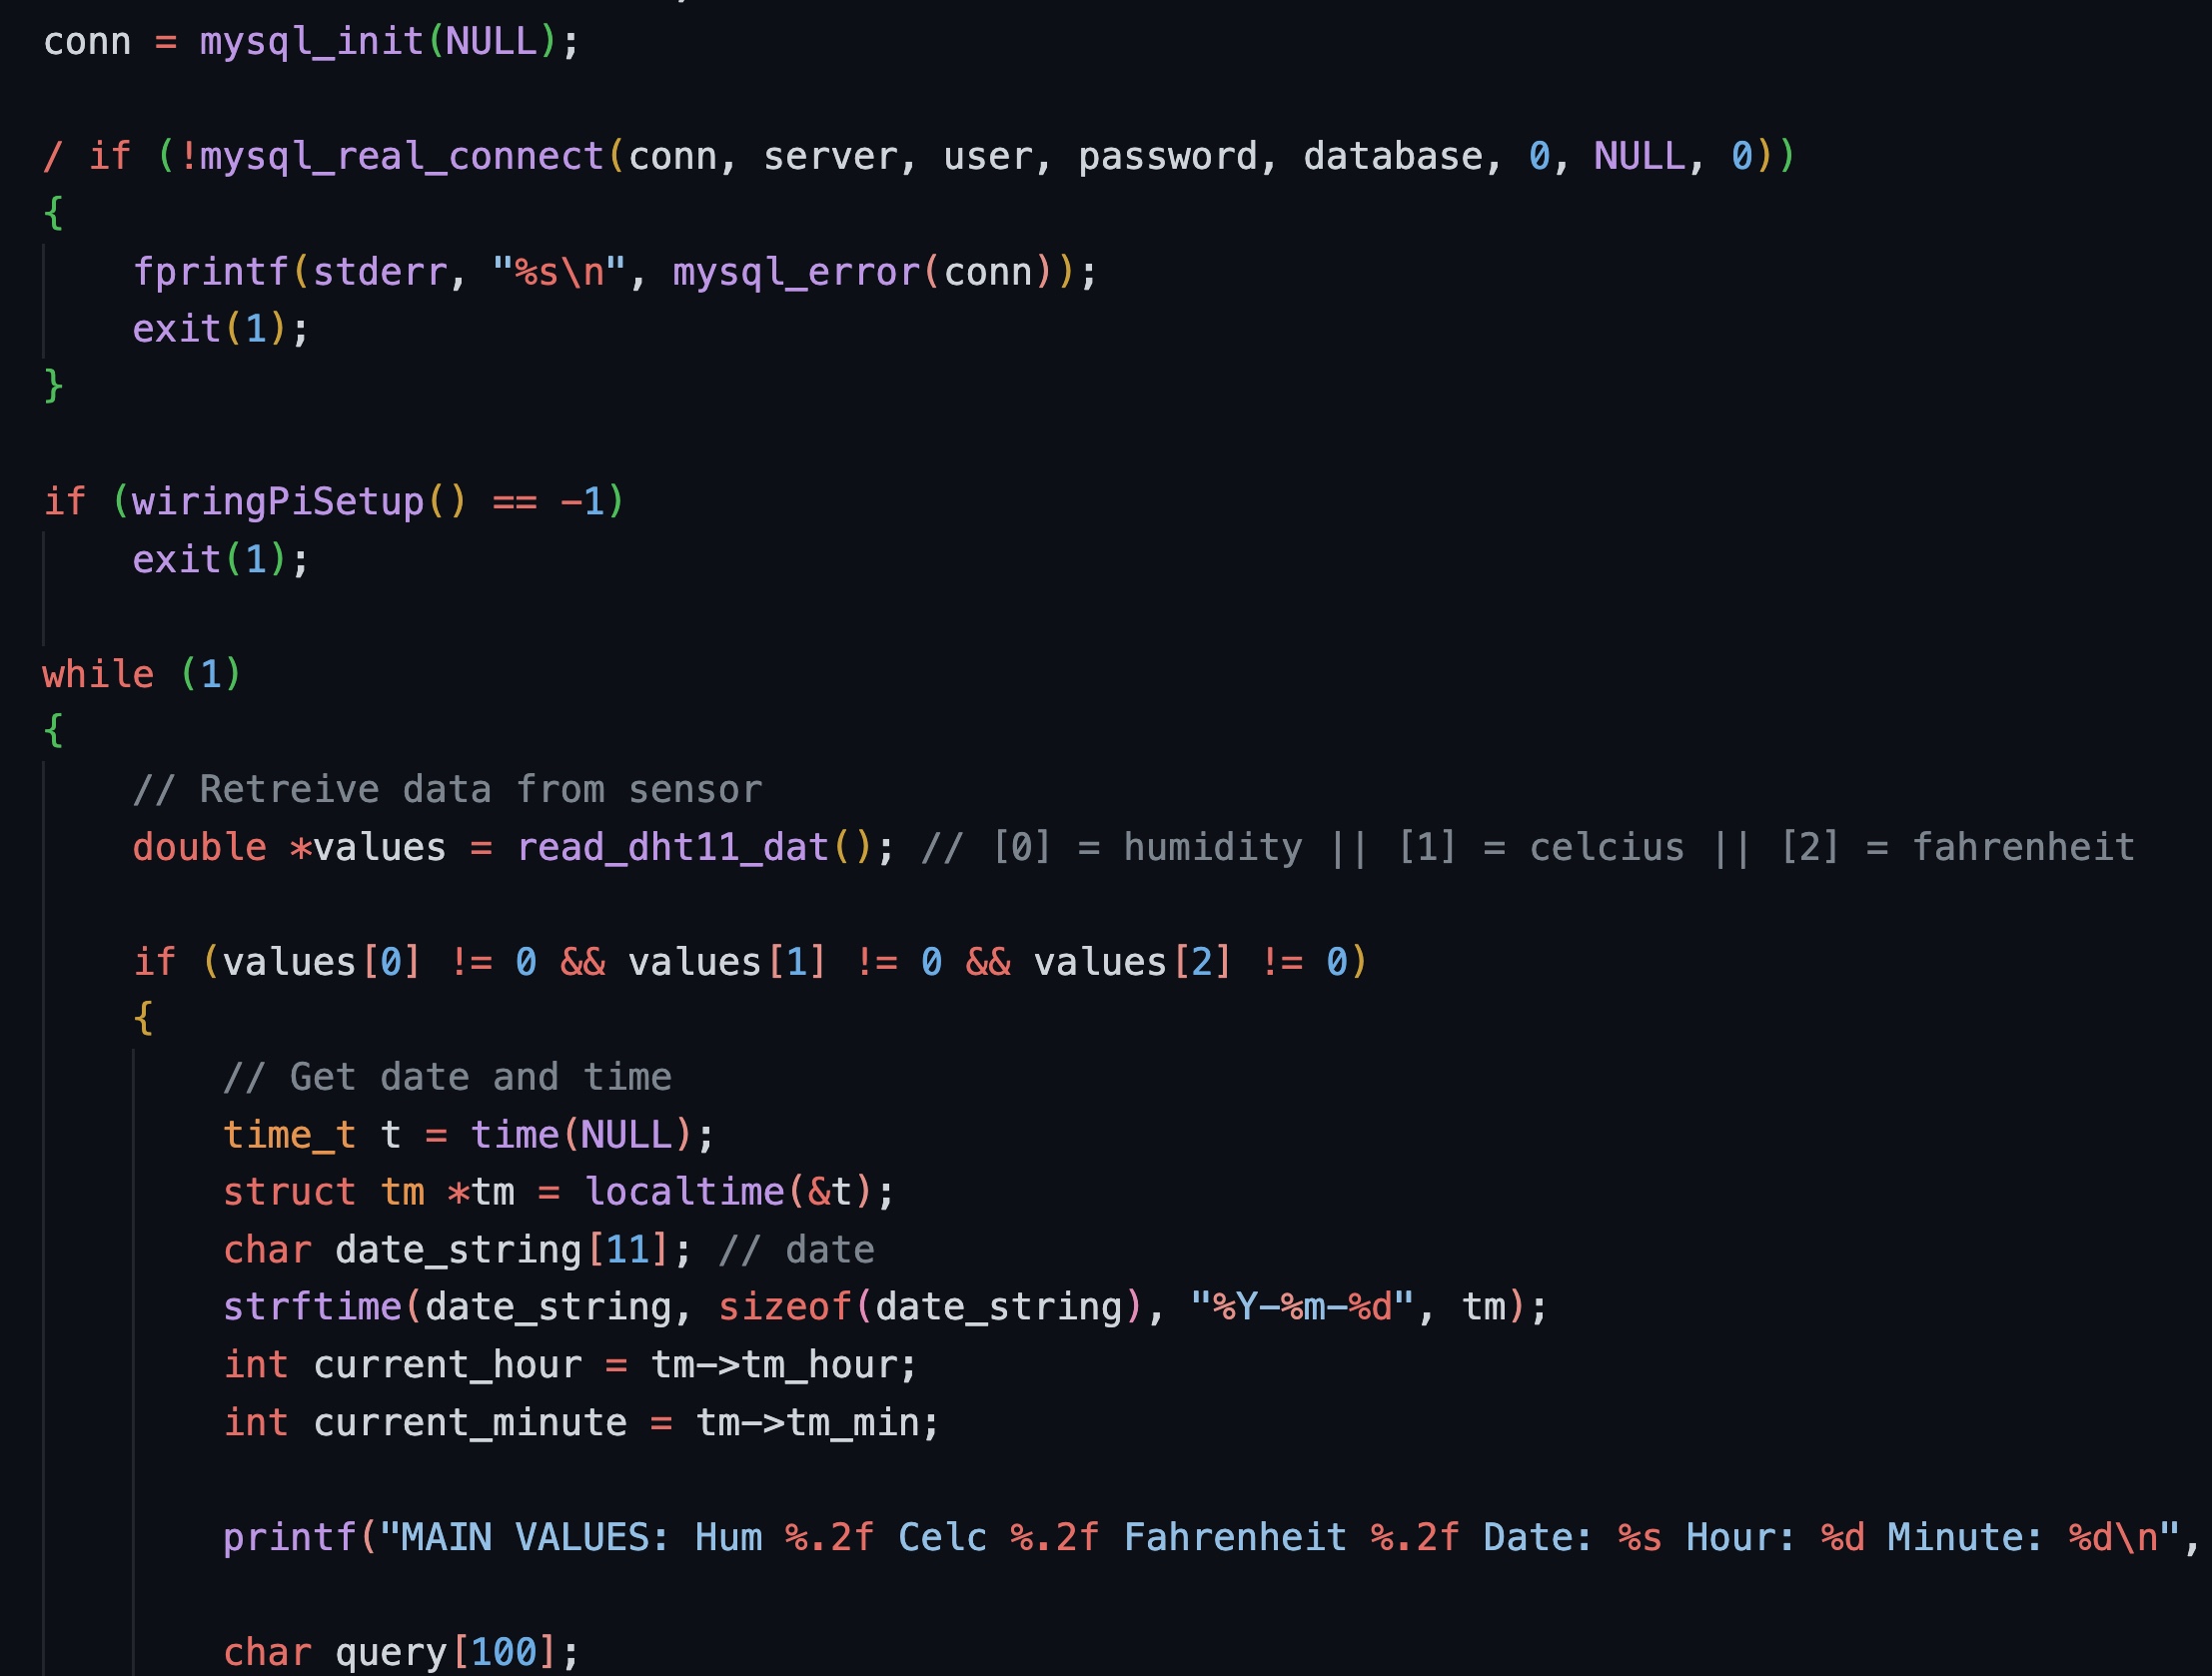 conn = mysql_init(NULL);
/ if (!mysql_real_connect(conn, server, user, password, database, 0, NULL, 0))
{
fprintf(stderr, "%s\n", mysql_error(conn));
exit(1);
}
if (wiringPiSetup() == -1)
exit(1);
while (1)
{
// Retreive data from sensor
double *values = read_dht11_dat(); // [0] = humidity || [1] = celcius || [2] = fahrenheit
if (values[0] != 0 && values[1] != 0 && values[2] != 0)
{
// Get date and time
time_t t = time(NULL);
struct tm *tm = localtime(&t);
char date_string[11]; // date
strftime(date_string, sizeof(date_string), "%Y-%m-%d", tm);
int current_hour = tm->tm_hour;
int current_minute = tm->tm_min;
printf("MAIN VALUES: Hum %.2f Celc %.2f Fahrenheit %.2f Date: %s Hour: %d Minute: %d\n",
char query[100];